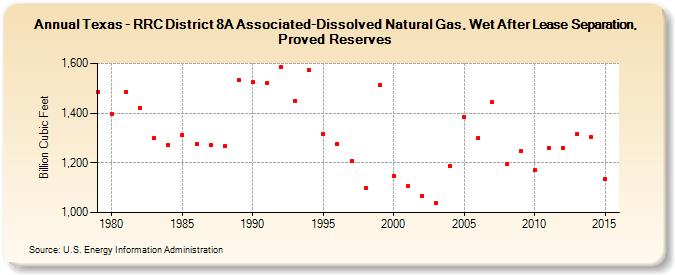 Annual Texas - RRC District 8A Associated-Dissolved Natural Gas, Wet After Lease Separation,
Proved Reserves
Billion Cubic Feet
1,600
1,400
1,200
1,000
1980 1985 1990 1995 2000 2005 2010 2015
Source: U.S. Energy Information Administration